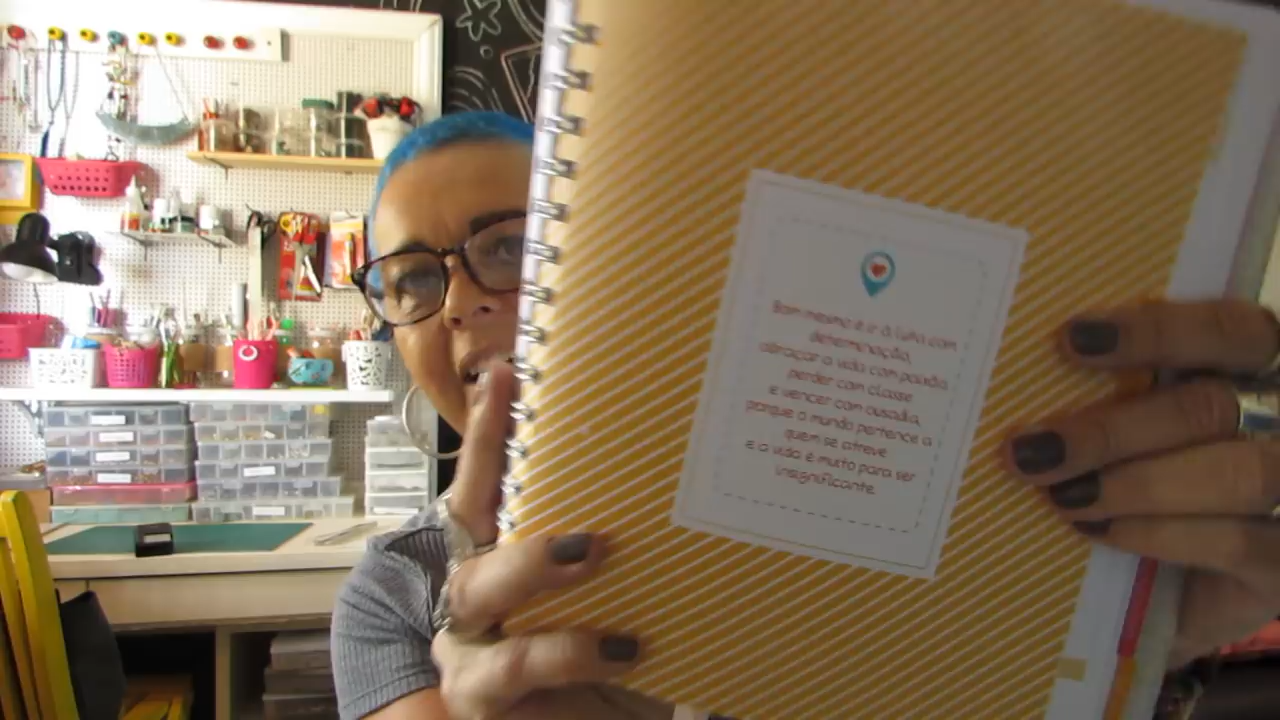 Bom mesmo é ir à luta com
determinação,
abraçar a vida com paixão
perder com classe
e vencer com ousadia,
porque o mundo pertence a
quem se atreve
e a vida é muito para ser
insignificante.